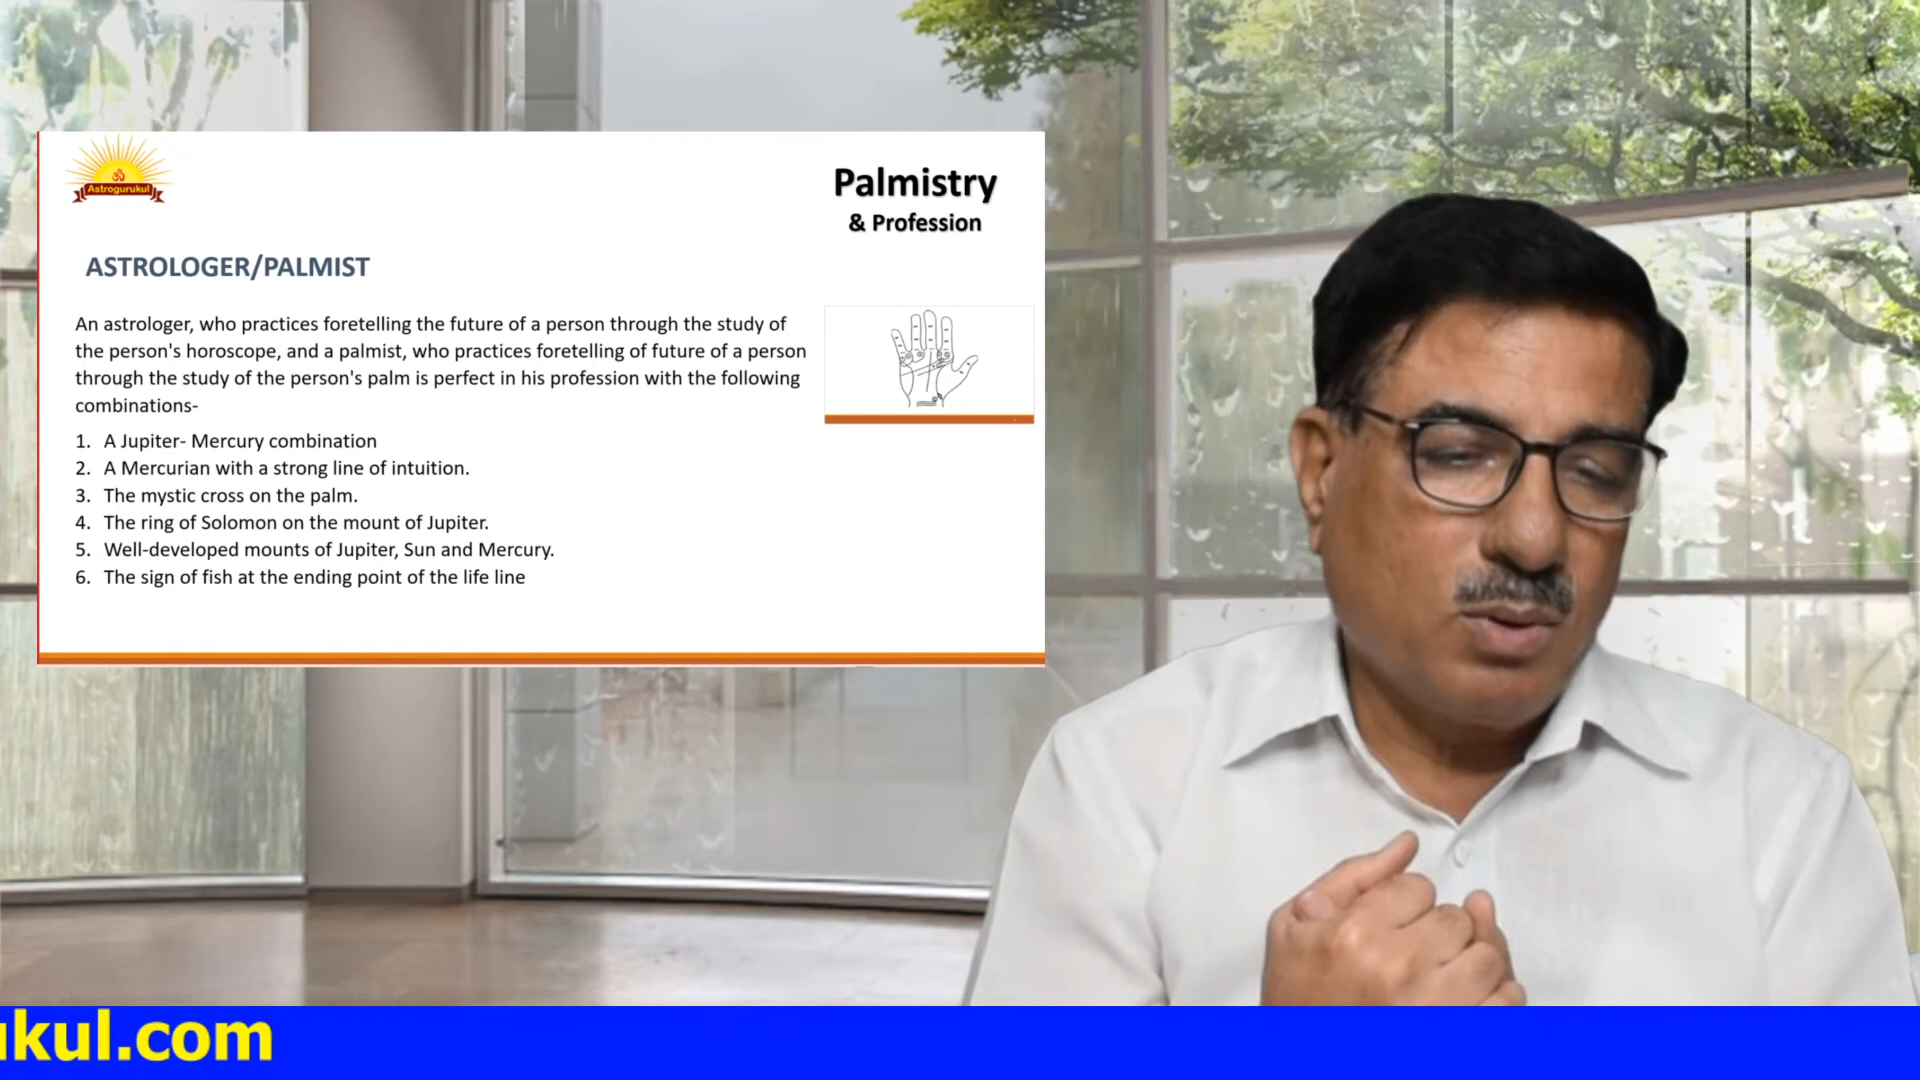 ॐ
Astrogurukul
Palmistry
& Profession
ASTROLOGER/PALMIST
An astrologer, who practices foretelling the future of a person through the study of
the person's horoscope, and a palmist, who practices foretelling of future of a person
through the study of the person's palm is perfect in his profession with the following
combinations-
1. A Jupiter- Mercury combination
2. A Mercurian with a strong line of intuition.
3. The mystic cross on the palm.
4. The ring of Solomon on the mount of Jupiter.
5. Well-developed mounts of Jupiter, Sun and Mercury.
6. The sign of fish at the ending point of the life line
ukul.com